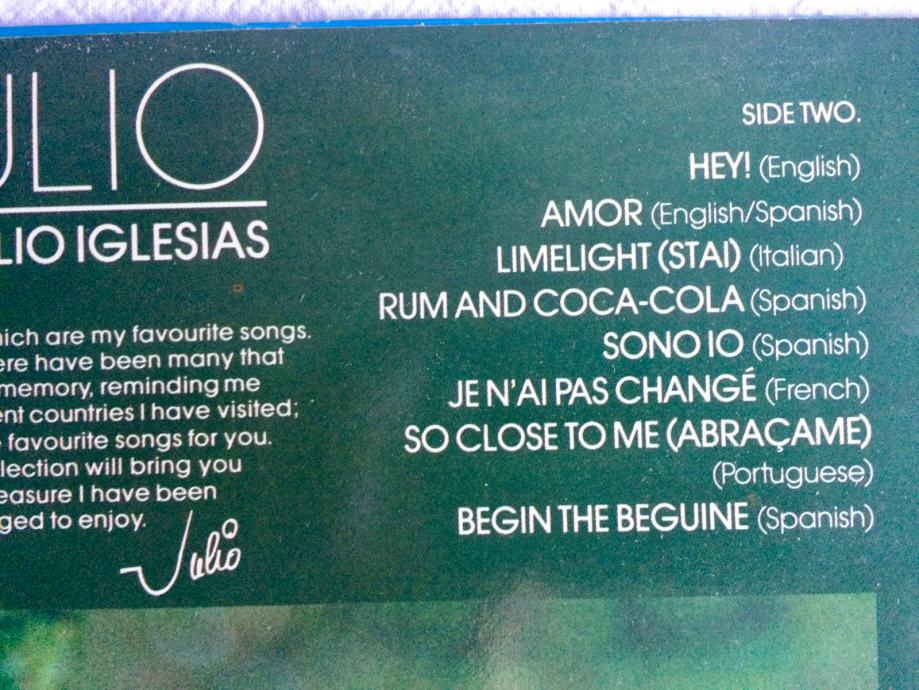 ULIO
LIO IGLESIAS
hich are my favourite songs.
ere have been many that
memory, reminding me
ent countries I have visited;
favourite songs for you.
lection will bring you
easure I have been
ged to enjoy.
Julio
SIDE TWO.
HEY! (English)
AMOR (English/Spanish)
LIMELIGHT (STAI) (Italian)
RUM AND COCA-COLA (Spanish)
SONO IO (Spanish)
JE N'AI PAS CHANGÉ (French)
SO CLOSE TO ME (ABRAÇAME)
(Portuguese)
BEGIN THE BEGUINE (Spanish)